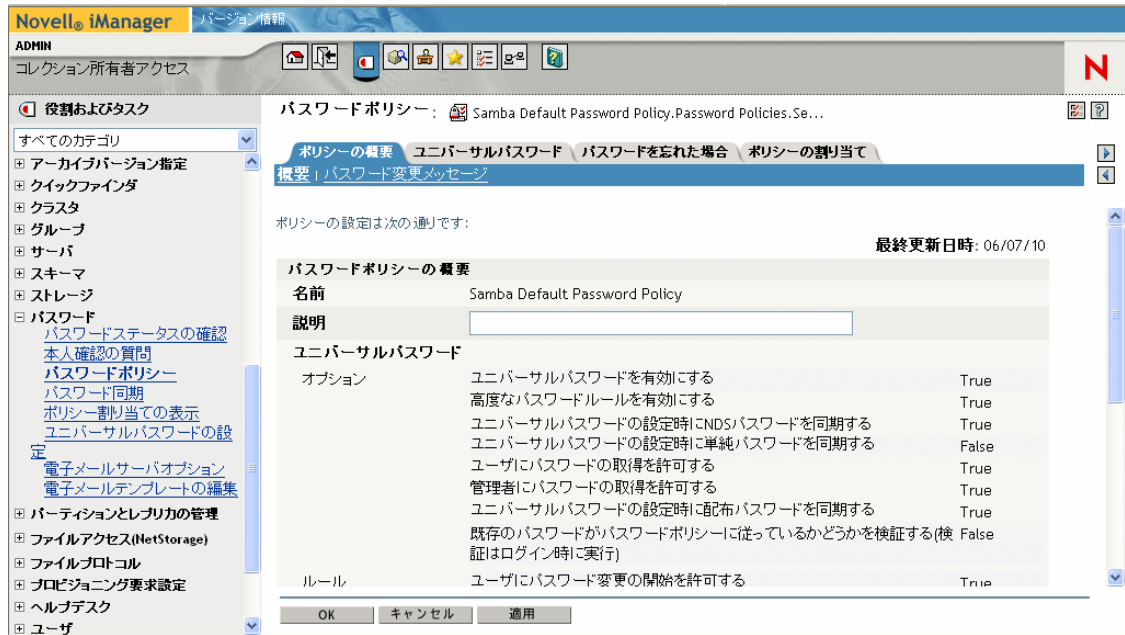 Novell® iManager バージョン情報
ADMIN
コレクション所有者アクセス
N
役割およびタスク
すべてのカテゴリ
アーカイブバージョン指定
クイックファインダ
クラスタ
グループ
サーバ
スキーマ
ストレージ
パスワード
パスワードステータスの確認
本人確認の質問
パスワードポリシー
パスワード同期
ポリシー割り当ての表示
ユニバーサルパスワードの設
定
電子メールサーバオプション
電子メールテンプレートの編集
パーティションとレプリカの管理
ファイルアクセス(NetStorage)
ファイルプロトコル
プロビジョニング要求設定
ヘルプデスク
ユーザ
パスワードポリシー: Samba Default Password Policy.Password Policies.Se...
ポリシーの概要 ユニバーサルパスワード パスワードを忘れた場合 ポリシーの割り当て
概要 | パスワード変更メッセージ
ポリシーの設定は次の通りです:
最終更新日時: 06/07/10
パスワードポリシーの概要
名前 Samba Default Password Policy
説明
ユニバーサルパスワード
オプション ユニバーサルパスワードを有効にする True
高度なパスワードルールを有効にする True
ユニバーサルパスワードの設定時にNDSパスワードを同期する True
ユニバーサルパスワードの設定時に単純パスワードを同期する False
ユーザにパスワードの取得を許可する True
管理者にパスワードの取得を許可する True
ユニバーサルパスワードの設定時に配布パスワードを同期する True
既存のパスワードがパスワードポリシーに従っているかどうかを検証する(検 False
証はログイン時に実行)
ルール ユーザにパスワード変更の開始を許可する True
OK キャンセル 適用